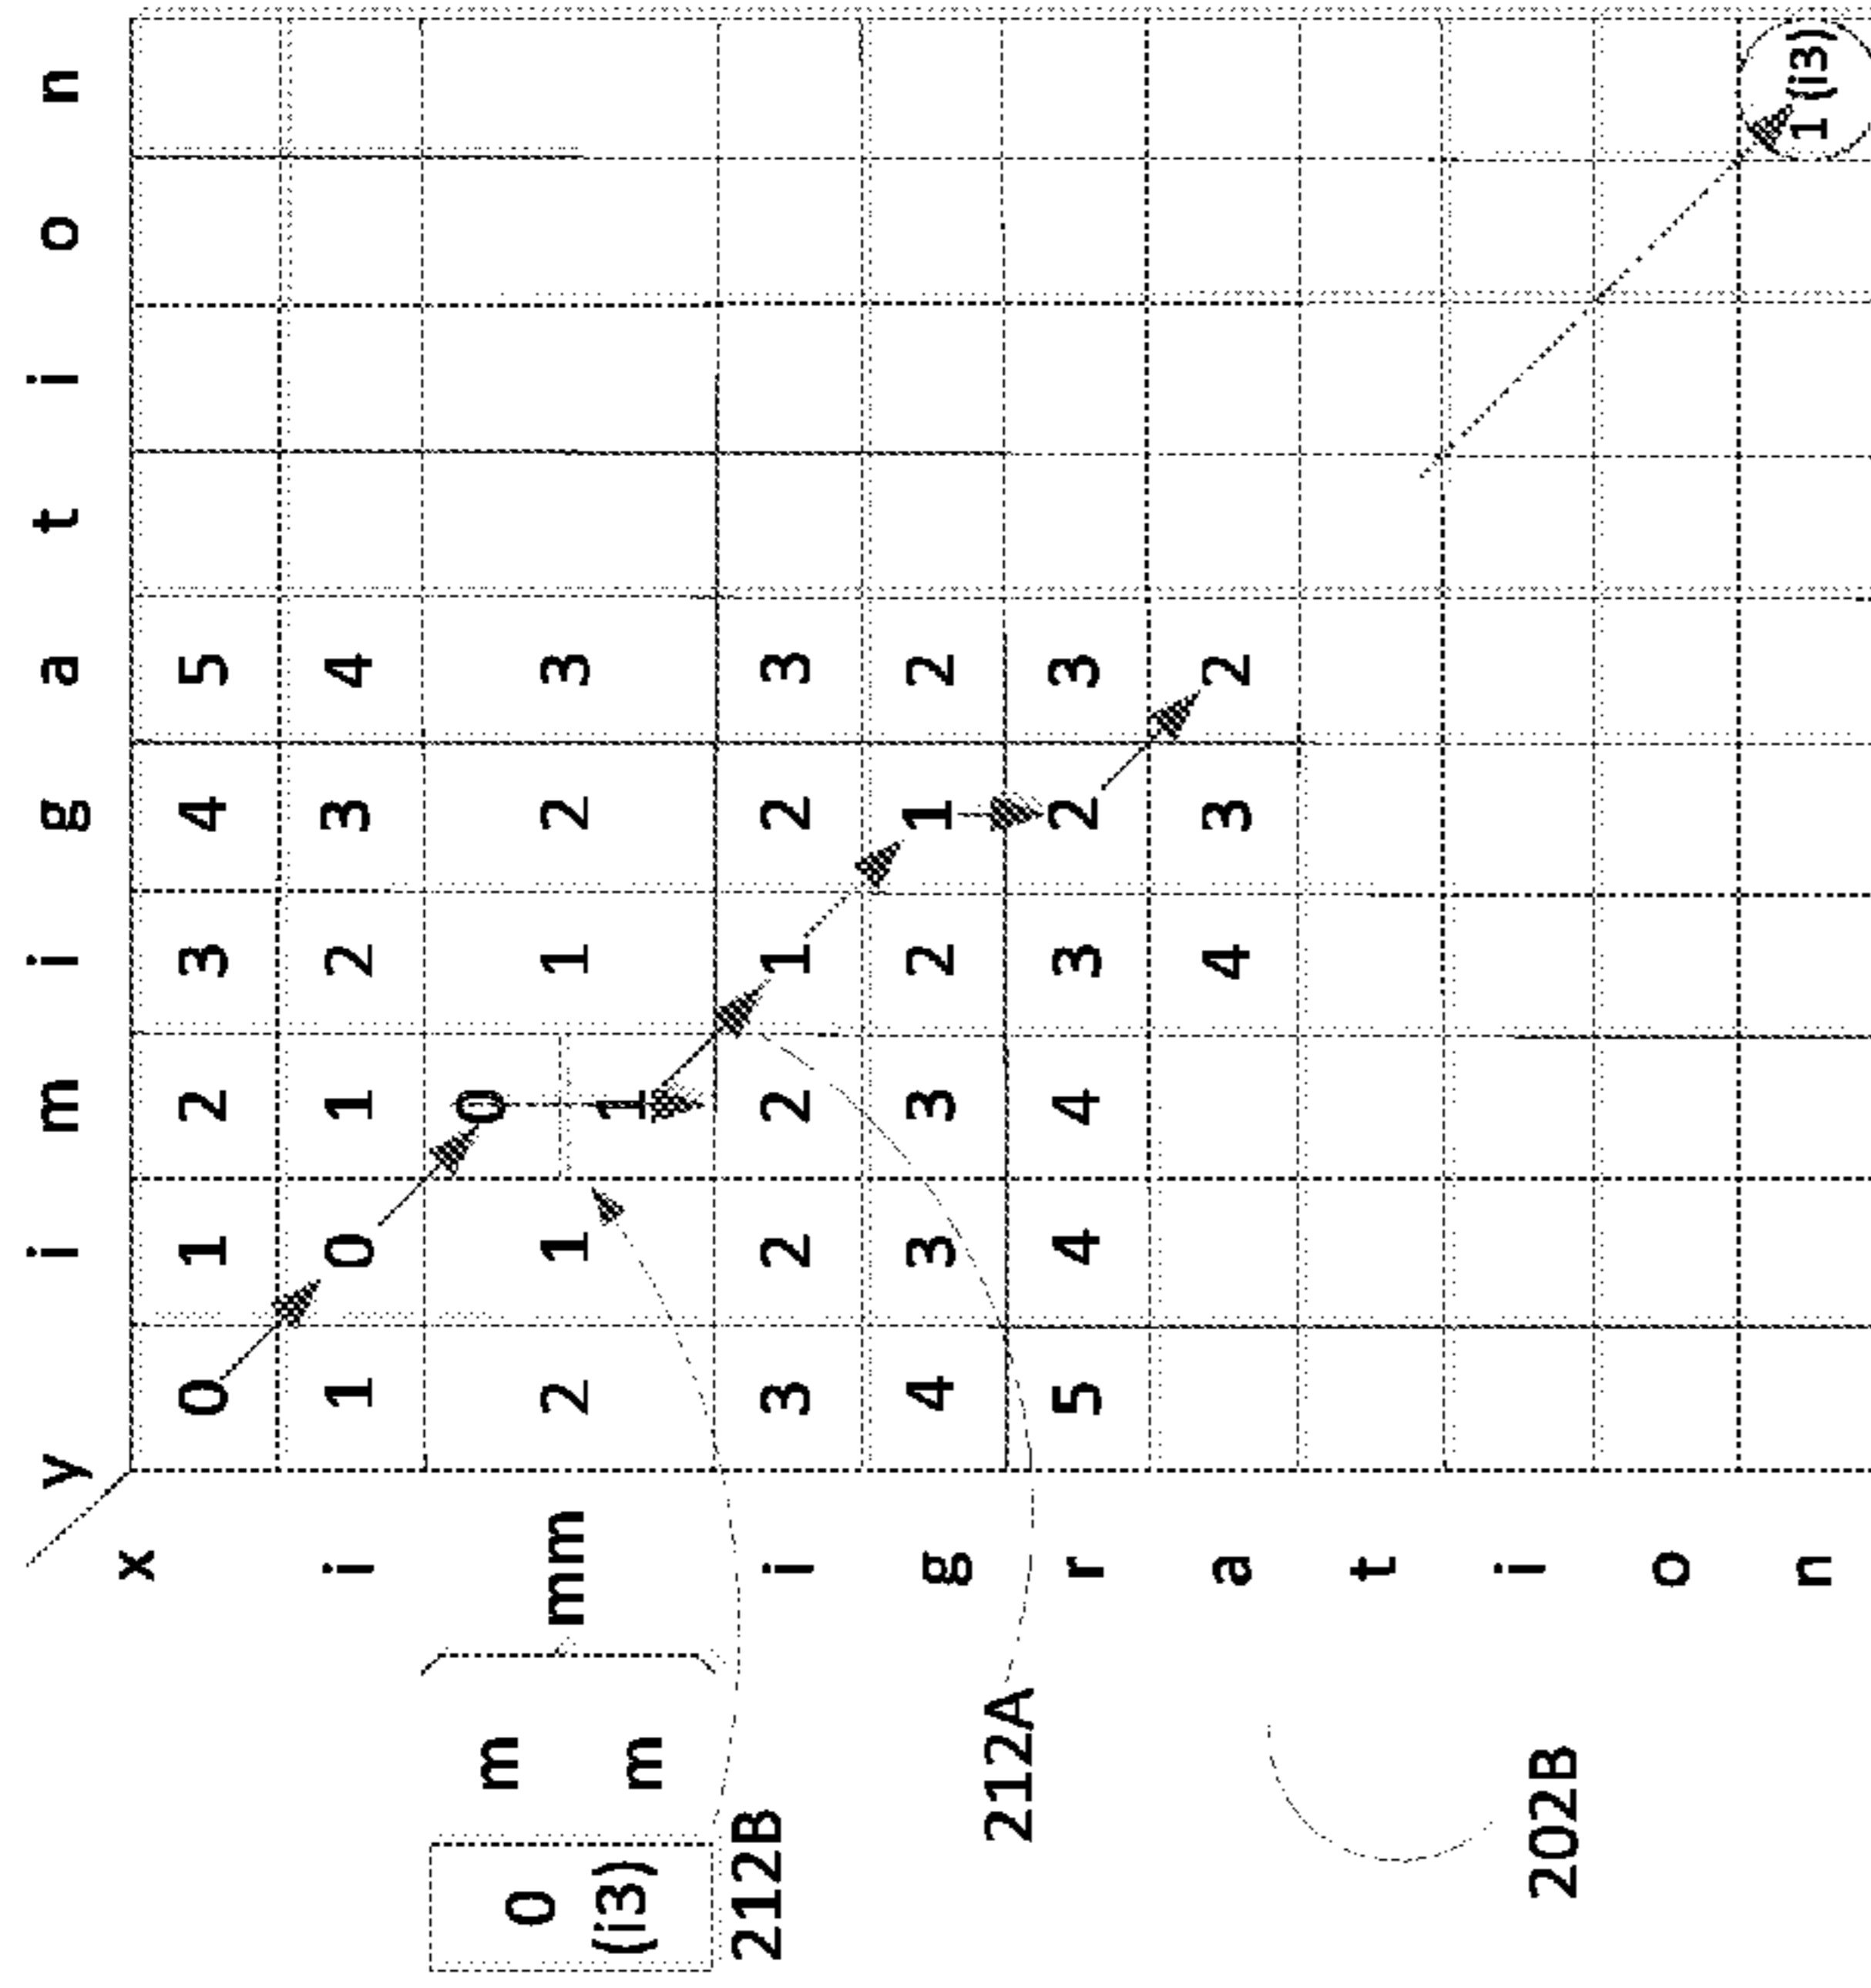 y i m i g a t i o n
x
0 1 2 3 4 5
i 1 0 1 2 3 4
m 0
0
mm 2 1 1 2 3
(i3) m 1
212B
i 3 2 2 1 2 3
g 4 3 3 2 1 2
212A
r 5 4 4 3 2 3
a 4 3 2
t
i
202B
o
n 1 (i3)